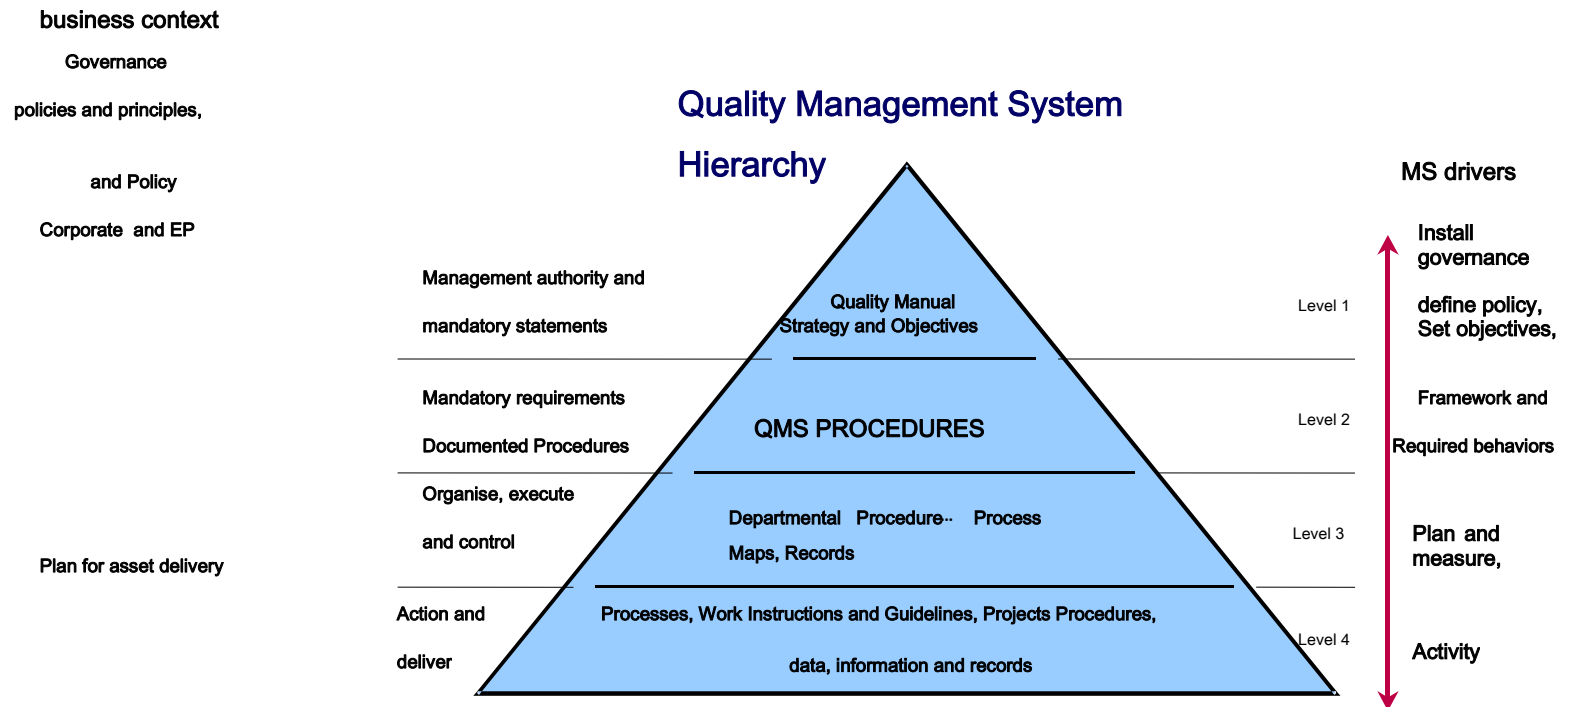 business context
Governance
policies and principles,
and Policy
Corporate and EP
Plan for asset delivery
Quality Management System
Hierarchy
Management authority and
mandatory statements
Quality Manual
Strategy and Objectives
Level 1
Mandatory requirements
Documented Procedures
QMS PROCEDURES
Level 2
Organise, execute
and control
Departmental Procedure·· Process
Maps, Records
Level 3
Action and
deliver
Processes, Work Instructions and Guidelines, Projects Procedures,
data, information and records
Level 4
MS drivers
Install
governance
define policy,
Set objectives,
Framework and
Required behaviors
Plan and
measure,
Activity